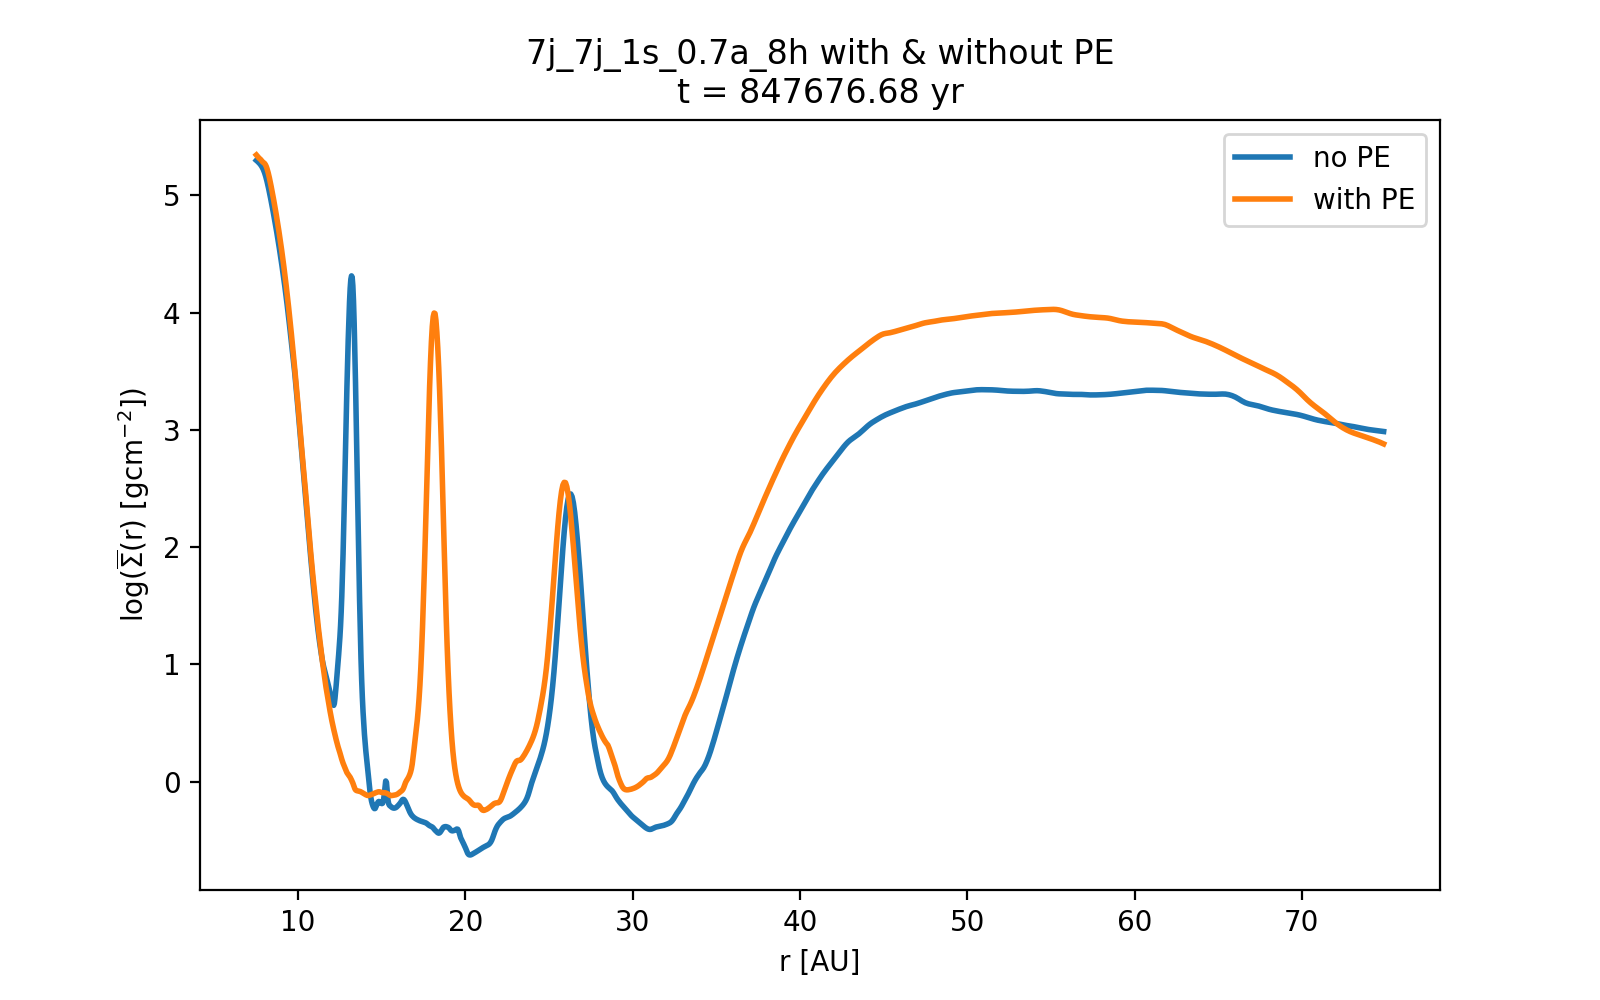 7j_7j_1s_0.7a_8h with & without PE
t = 847676.68 yr
no PE
with PE
5
4
3
2
1
0
log(Σ̅(r) [gcm⁻²])
10 20 30 40 50 60 70
r [AU]